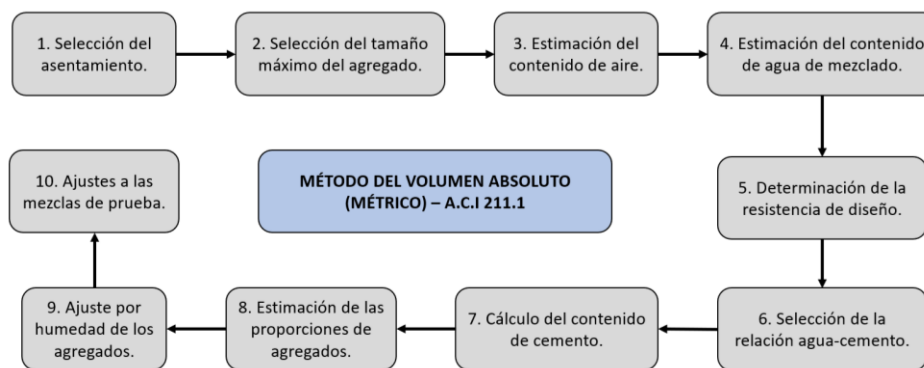 1. Selección del
asentamiento.
2. Selección del tamaño
máximo del agregado.
3. Estimación del
contenido de aire.
4. Estimación del contenido
de agua de mezclado.
5. Determinación de la
resistencia de diseño.
6. Selección de la
relación agua-cemento.
7. Cálculo del contenido
de cemento.
8. Estimación de las
proporciones de
agregados.
9. Ajuste por
humedad de los
agregados.
10. Ajustes a las
mezclas de prueba.
MÉTODO DEL VOLUMEN ABSOLUTO
(MÉTRICO) – A.C.I 211.1